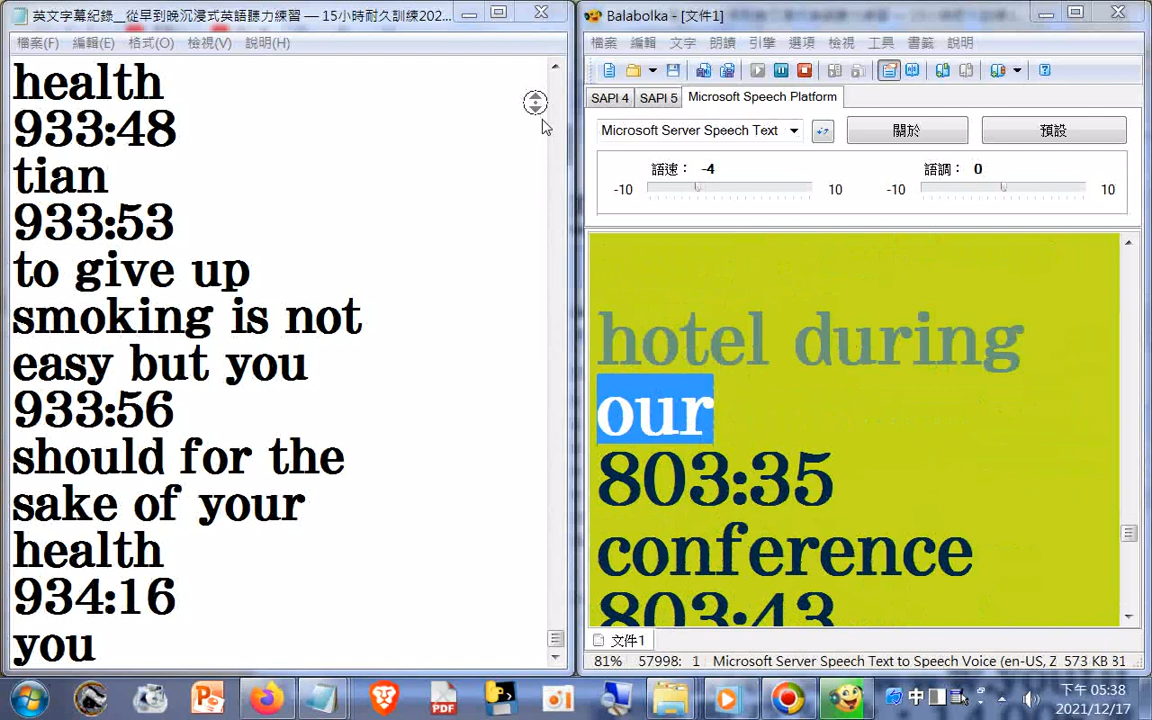 英文字幕紀錄__從早到晚沉浸式英語聽力練習 — 15小時耐久訓練202...
檔案(F) 編輯(E) 格式(O) 檢視(V) 說明(H)
health
933:48
tian
933:53
to give up
smoking is not
easy but you
933:56
should for the
sake of your
health
934:16
you
Balabolka - [文件1]
檔案 編輯 文字 朗讀 引擎 選項 檢視 工具 書籤 說明
SAPI 4 SAPI 5 Microsoft Speech Platform
Microsoft Server Speech Text 關於 預設
語速： -4 語調： 0
-10 10 -10 10
hotel during
our
803:35
conference
803:43
文件1
81% 57998: 1 Microsoft Server Speech Text to Speech Voice (en-US, Z 573 KB 31
PDF
中
下午 05:38
2021/12/17